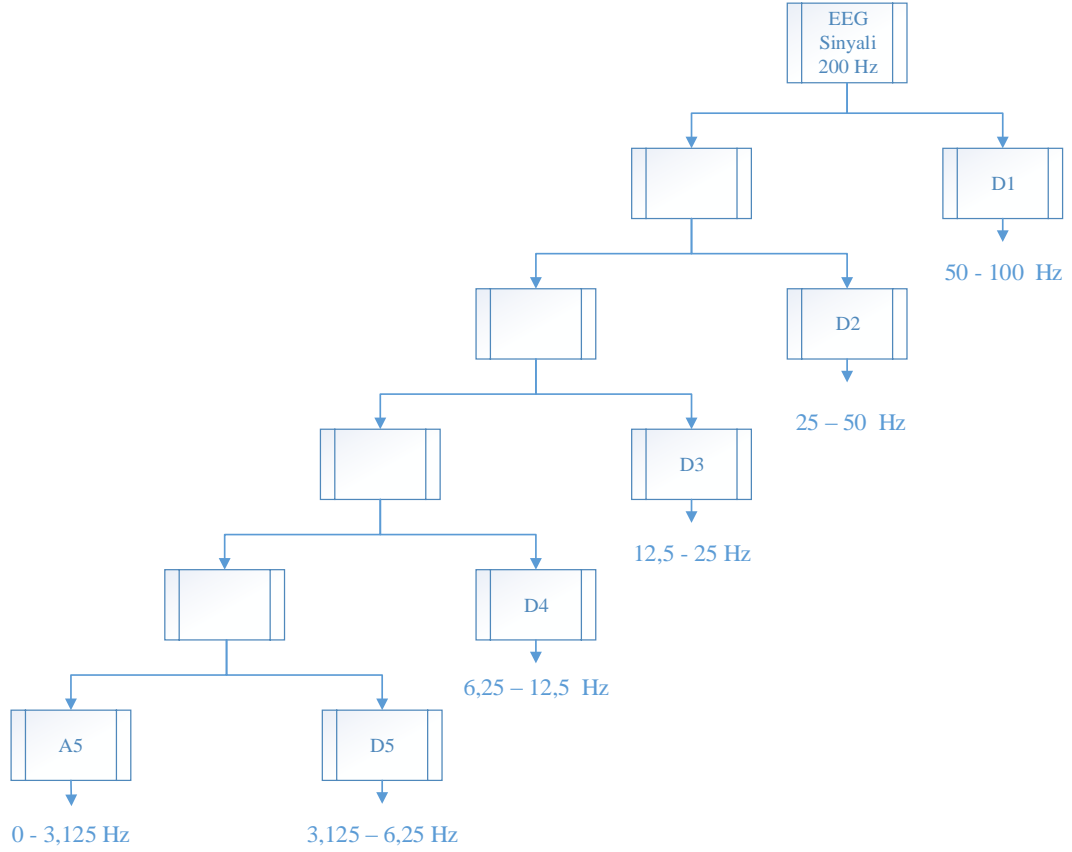 EEG
Sinyali
200 Hz
D1
50 - 100 Hz
D2
25 – 50 Hz
D3
12,5 - 25 Hz
D4
6,25 – 12,5 Hz
A5
D5
0 - 3,125 Hz
3,125 – 6,25 Hz